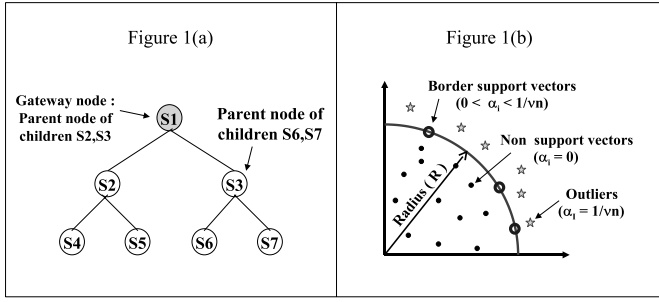 Figure 1(a)
Gateway node :
Parent node of
children S2,S3
S1
Parent node of
children S6,S7
S2
S3
S4
S5
S6
S7
Figure 1(b)
Border support vectors
(0 < αi < 1/νn)
Non support vectors
(αi = 0)
Radius ( R )
Outliers
(αi = 1/νn)